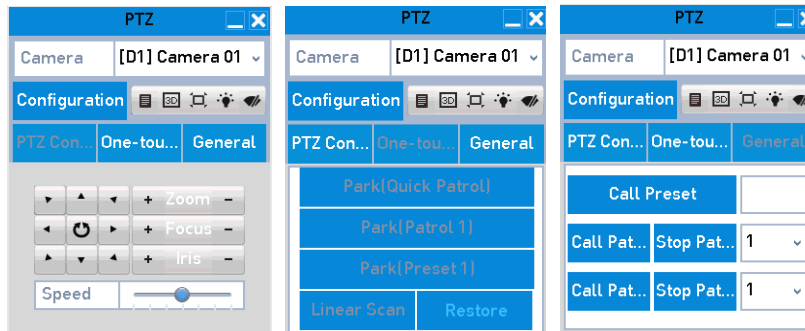 PTZ
Camera [D1] Camera 01
Configuration 3D
PTZ Con... One-tou... General
+ Zoom -
+ Focus -
+ Iris -
Speed
PTZ
Camera [D1] Camera 01
Configuration 3D
PTZ Con... One-tou... General
Park(Quick Patrol)
Park(Patrol 1)
Park(Preset 1)
Linear Scan Restore
PTZ
Camera [D1] Camera 01
Configuration 3D
PTZ Con... One-tou... General
Call Preset
Call Pat... Stop Pat... 1
Call Pat... Stop Pat... 1